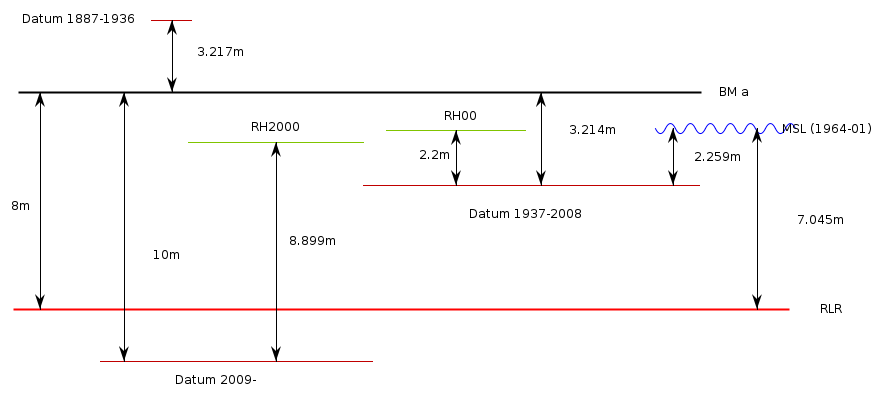 Datum 1887-1936
3.217m
BM a
RH2000
RH00
3.214m
MSL (1964-01)
2.2m
2.259m
8m
Datum 1937-2008
7.045m
10m
8.899m
RLR
Datum 2009-